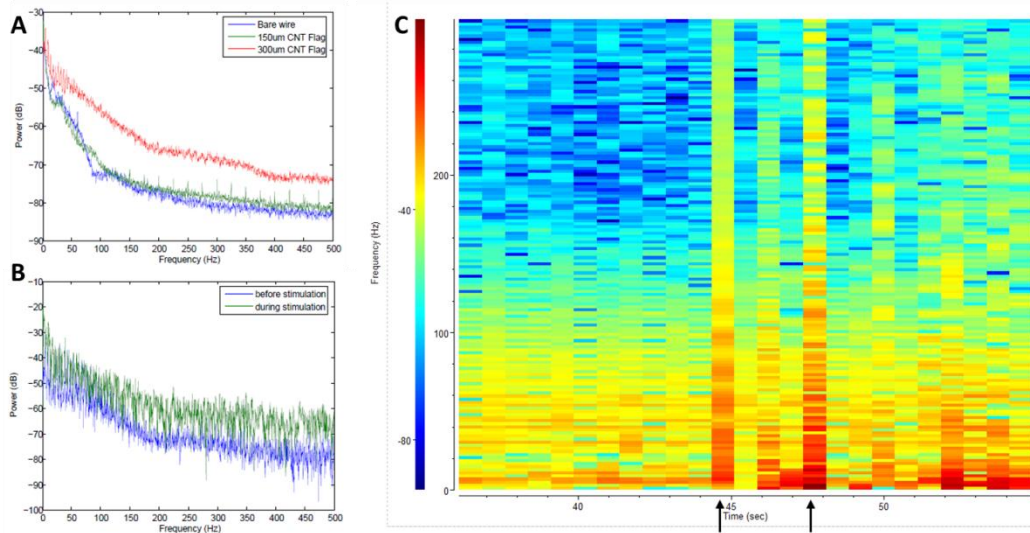 A
Bare wire
150um CNT Flag
300um CNT Flag
Power (dB)
-30
-40
-50
-60
-70
-80
-90
0 50 100 150 200 250 300 350 400 450 500
Frequency (Hz)
B
before stimulation
during stimulation
Power (dB)
-10
-20
-30
-40
-50
-60
-70
-80
-90
-100
0 50 100 150 200 250 300 350 400 450 500
Frequency (Hz)
C
-40
-80
Frequency (Hz)
200
100
0
40 45 50
Time (sec)